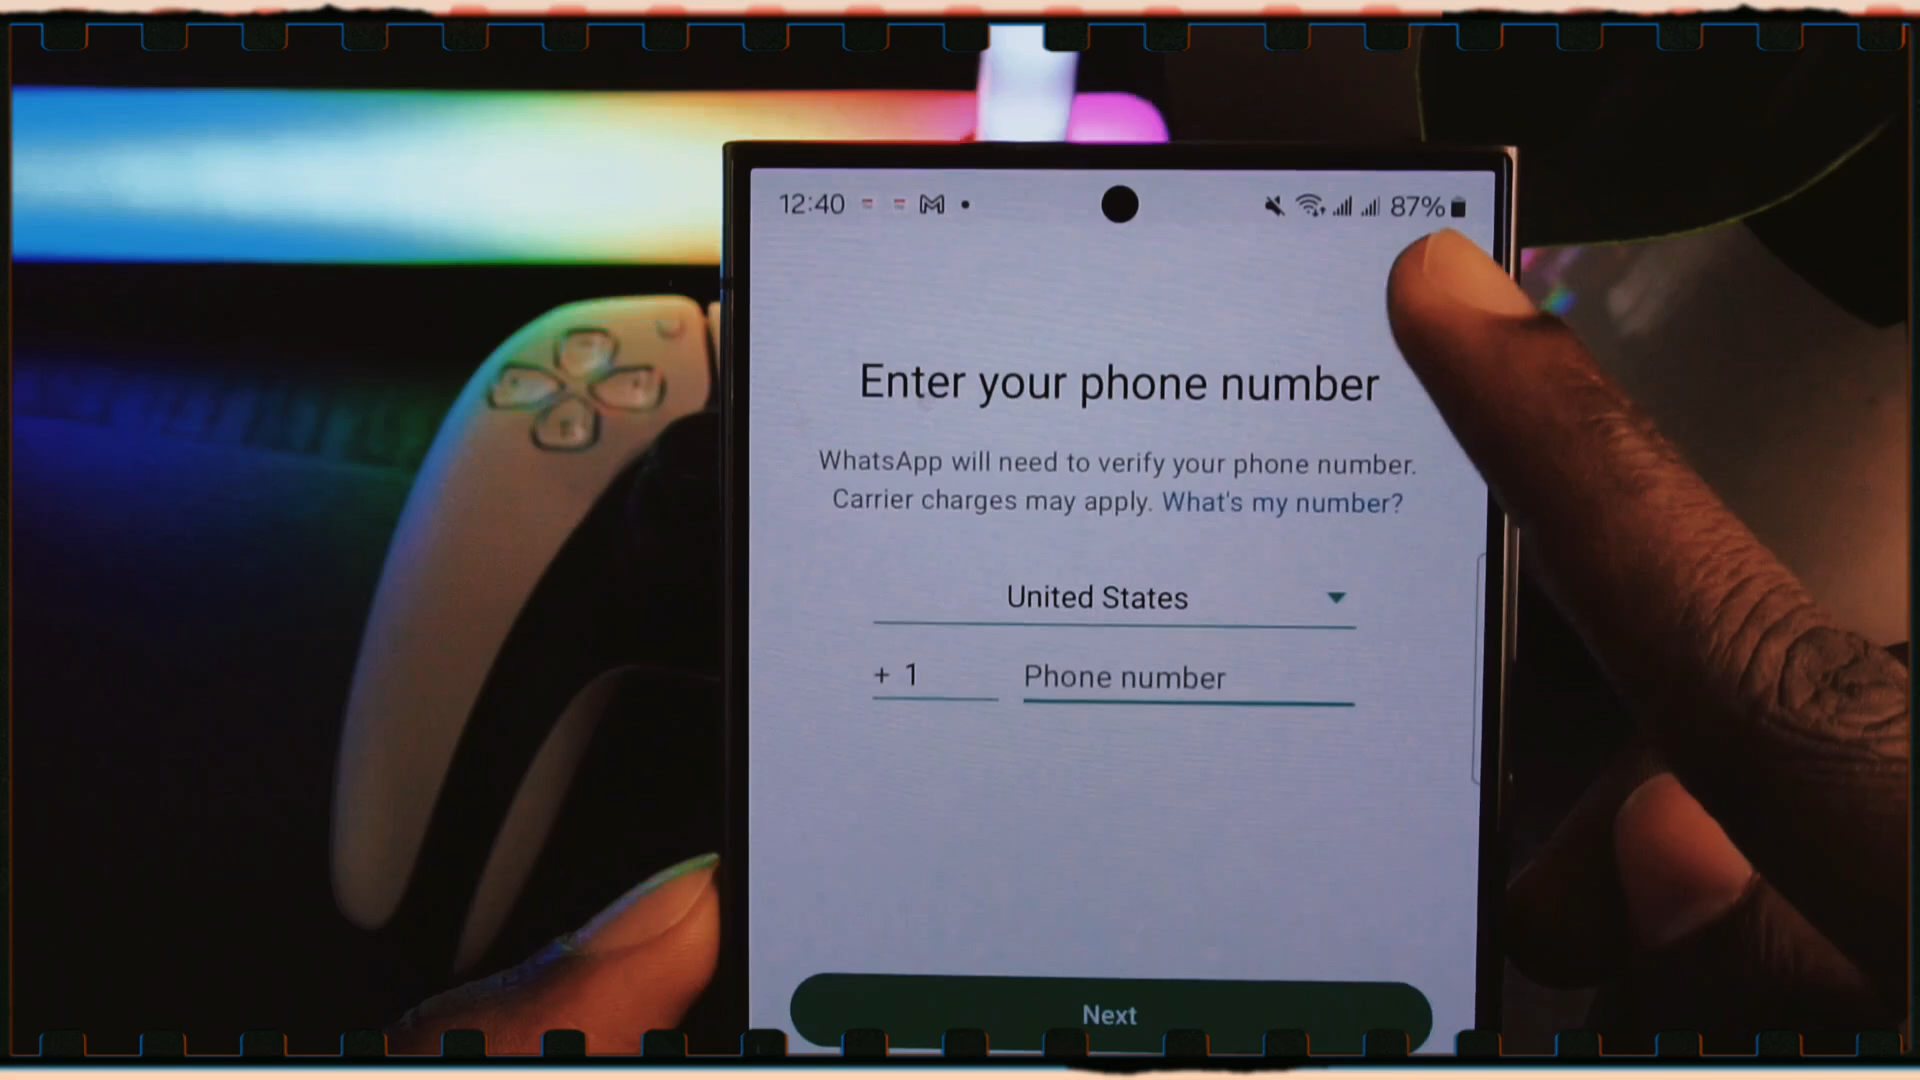 12:40 87%
Enter your phone number
WhatsApp will need to verify your phone number.
Carrier charges may apply. What's my number?
United States
+ 1 Phone number
Next